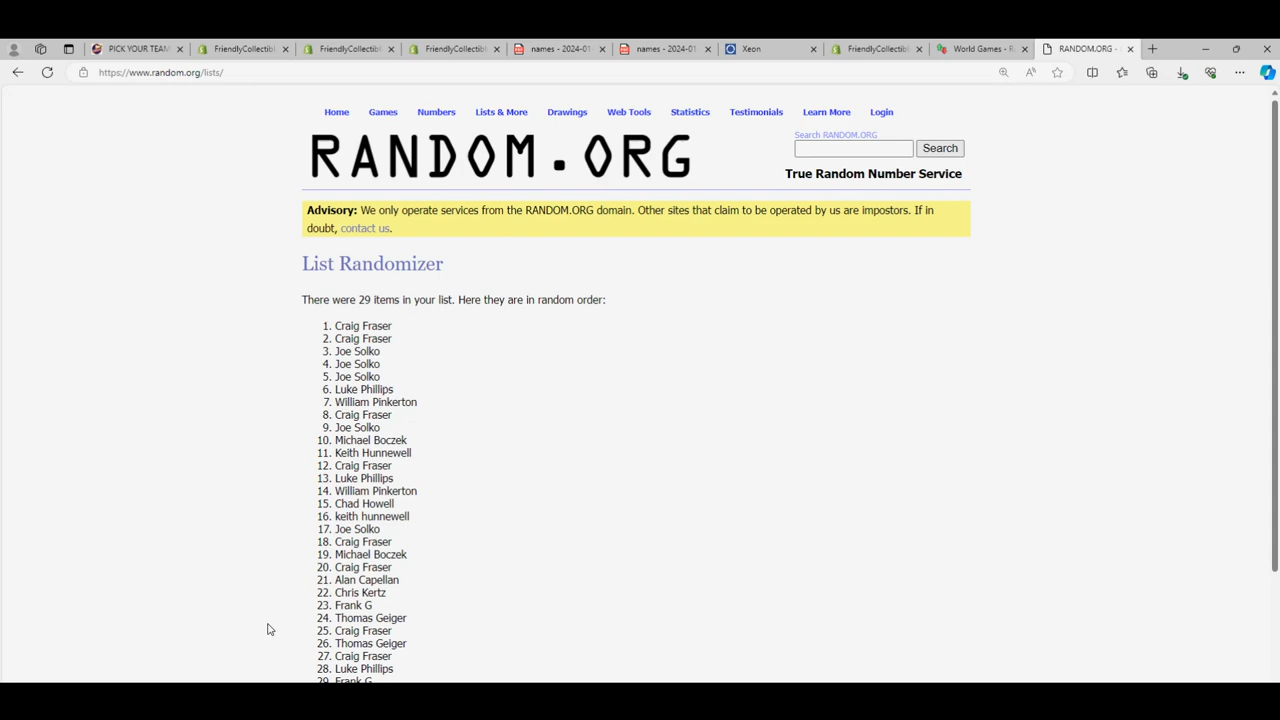 PICK YOUR TEAM
FriendlyCollectibl
FriendlyCollectibl
FriendlyCollectibl
names - 2024-01
names - 2024-01
Xeon
FriendlyCollectibl
World Games - R
RANDOM.ORG -
https://www.random.org/lists/
Home Games Numbers Lists & More Drawings Web Tools Statistics Testimonials Learn More Login
RANDOM.ORG
Search RANDOM.ORG
Search
True Random Number Service
Advisory: We only operate services from the RANDOM.ORG domain. Other sites that claim to be operated by us are impostors. If in
doubt, contact us.
List Randomizer
There were 29 items in your list. Here they are in random order:
1. Craig Fraser
2. Craig Fraser
3. Joe Solko
4. Joe Solko
5. Joe Solko
6. Luke Phillips
7. William Pinkerton
8. Craig Fraser
9. Joe Solko
10. Michael Boczek
11. Keith Hunnewell
12. Craig Fraser
13. Luke Phillips
14. William Pinkerton
15. Chad Howell
16. keith hunnewell
17. Joe Solko
18. Craig Fraser
19. Michael Boczek
20. Craig Fraser
21. Alan Capellan
22. Chris Kertz
23. Frank G
24. Thomas Geiger
25. Craig Fraser
26. Thomas Geiger
27. Craig Fraser
28. Luke Phillips
29. Frank G